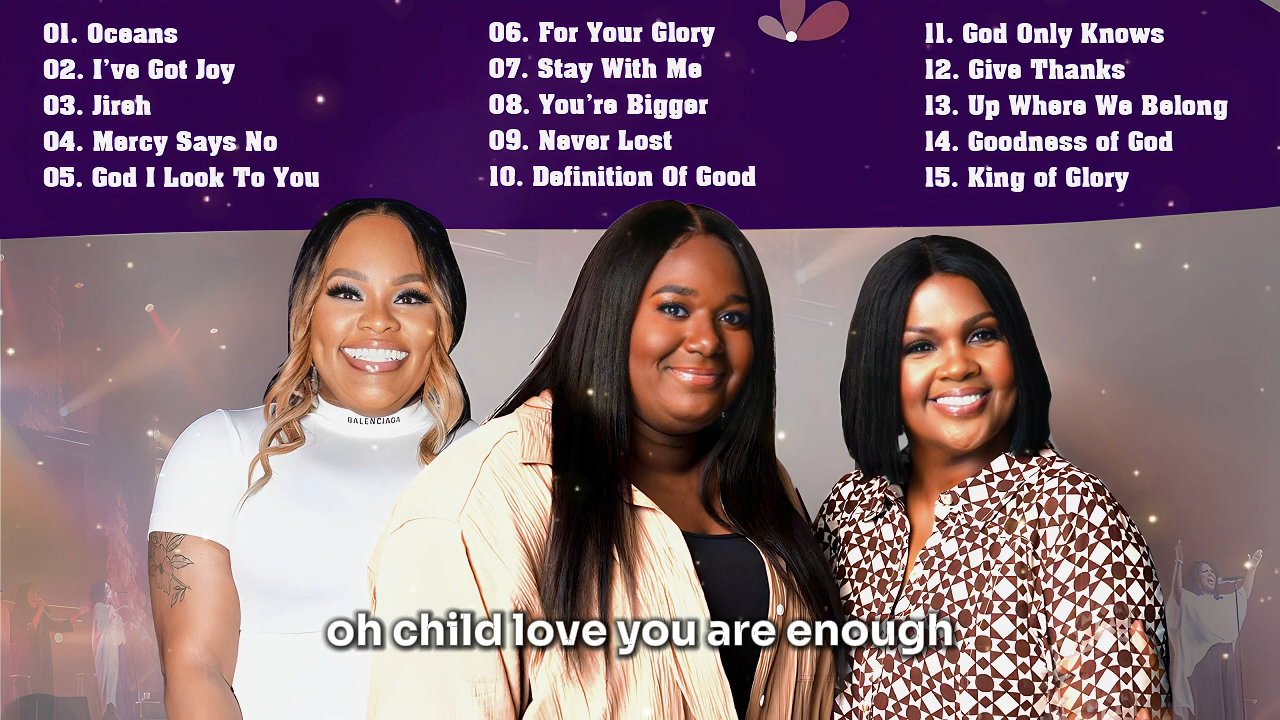 01. Oceans
02. I've Got Joy
03. Jireh
04. Mercy Says No
05. God I Look To You
06. For Your Glory
07. Stay With Me
08. You're Bigger
09. Never Lost
10. Definition Of Good
11. God Only Knows
12. Give Thanks
13. Up Where We Belong
14. Goodness of God
15. King of Glory
BALENCIAGA
oh child love you are enough